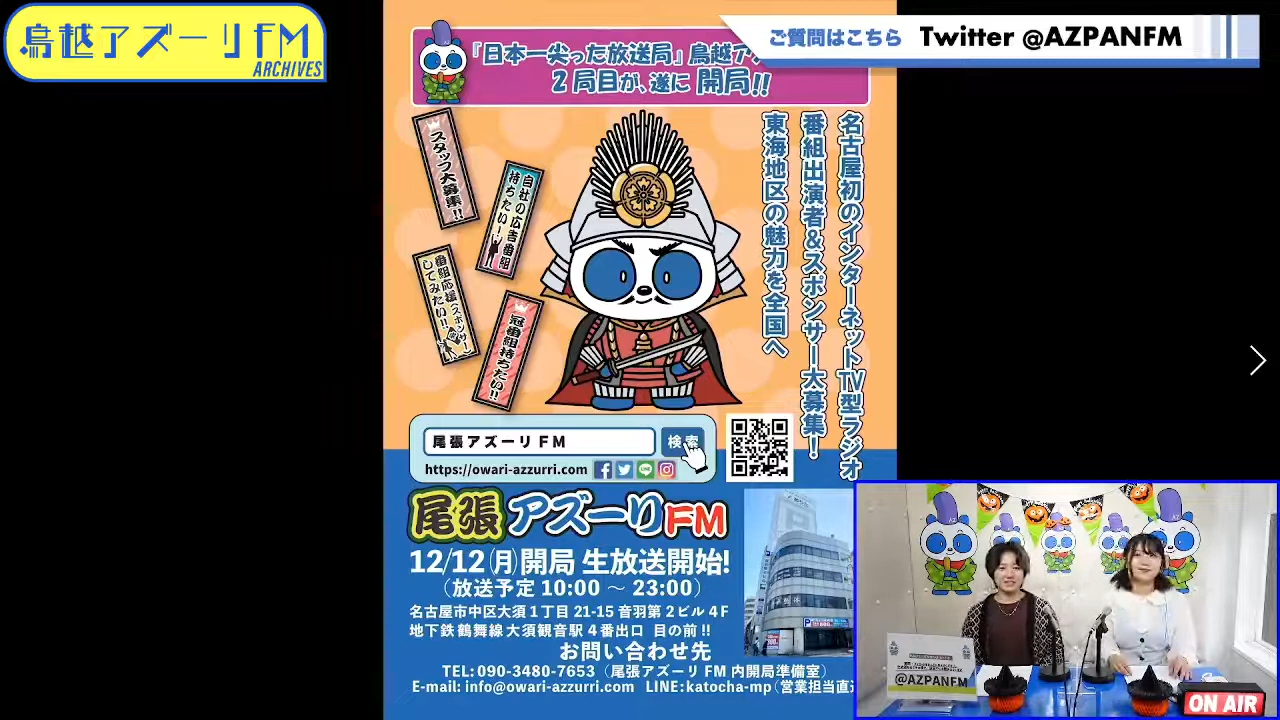 鳥越アズーリFM
ARCHIVES
ご質問はこちら Twitter @AZPANFM
『日本一尖った放送局』鳥越ア
2局目が、遂に 開局!!
スタッフ大募集!!
自社の広告番組
持ちたい!
番組応援(スポンサー)
してみたい!!
冠番組持ちたい!!
名古屋初のインターネットTV型ラジオ
番組出演者&スポンサー大募集!
東海地区の魅力を全国へ
尾張アズーリFM 検索
https://owari-azzurri.com
尾張アズーリFM
12/12(月)開局 生放送開始!
(放送予定 10:00 ~ 23:00)
名古屋市中区大須1丁目 21-15 音羽第2ビル4F
地下鉄鶴舞線大須観音駅4番出口 目の前!!
お問い合わせ先
TEL:090-3480-7653(尾張アズーリFM 内開局準備室)
E-mail: info@owari-azzurri.com LINE:katocha-mp(営業担当直
@AZPANFM
ON AIR